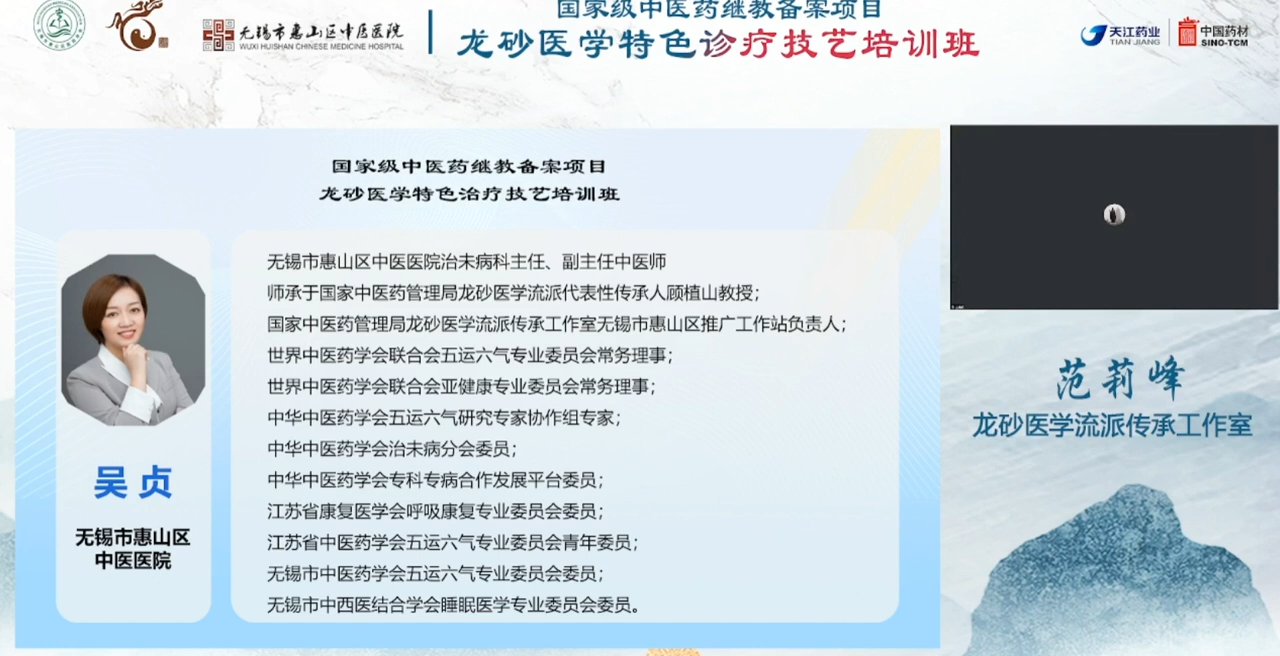 无锡市惠山区中医医院
WUXI HUISHAN CHINESE MEDICINE HOSPITAL
国家级中医药继教备案项目
龙砂医学特色诊疗技艺培训班
天江药业
TIAN JIANG
中国药材
SINO-TCM
国家级中医药继教备案项目
龙砂医学特色治疗技艺培训班
吴贞
无锡市惠山区
中医医院
无锡市惠山区中医医院治未病科主任、副主任中医师
师承于国家中医药管理局龙砂医学流派代表性传承人顾植山教授；
国家中医药管理局龙砂医学流派传承工作室无锡市惠山区推广工作站负责人；
世界中医药学会联合会五运六气专业委员会常务理事；
世界中医药学会联合会亚健康专业委员会常务理事；
中华中医药学会五运六气研究专家协作组专家；
中华中医药学会治未病分会委员；
中华中医药学会专科专病合作发展平台委员；
江苏省康复医学会呼吸康复专业委员会委员；
江苏省中医药学会五运六气专业委员会青年委员；
无锡市中医药学会五运六气专业委员会委员；
无锡市中西医结合学会睡眠医学专业委员会委员。
范莉峰
龙砂医学流派传承工作室